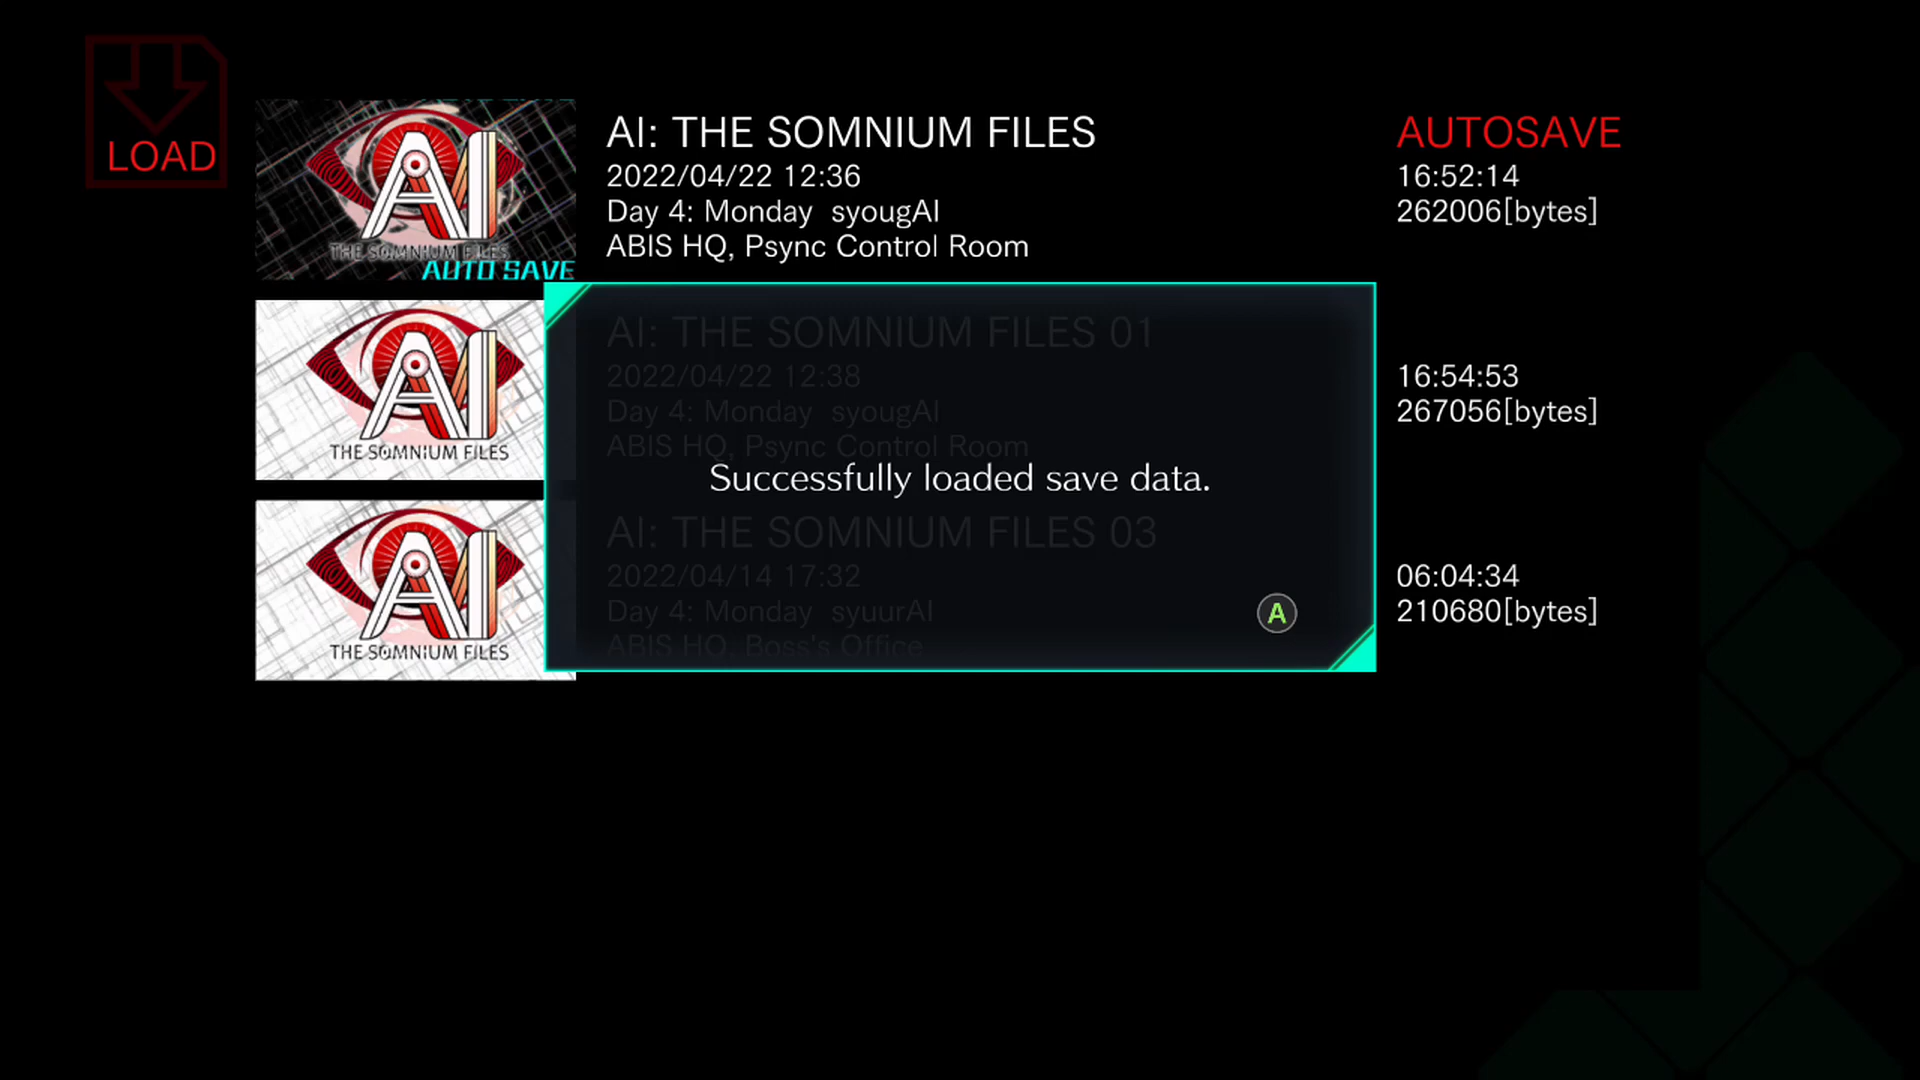 LOAD
AI
THE SOMNIUM FILES
AUTO SAVE
AI: THE SOMNIUM FILES
2022/04/22 12:36
Day 4: Monday  syougAI
ABIS HQ, Psync Control Room
AUTOSAVE
16:52:14
262006[bytes]
AI
THE SOMNIUM FILES
AI: THE SOMNIUM FILES 01
2022/04/22 12:38
Day 4: Monday  syougAI
ABIS HQ, Psync Control Room
16:54:53
267056[bytes]
Successfully loaded save data.
AI
THE SOMNIUM FILES
AI: THE SOMNIUM FILES 03
2022/04/14 17:32
Day 4: Monday  syuurAI
ABIS HQ, Boss's Office
06:04:34
210680[bytes]
A